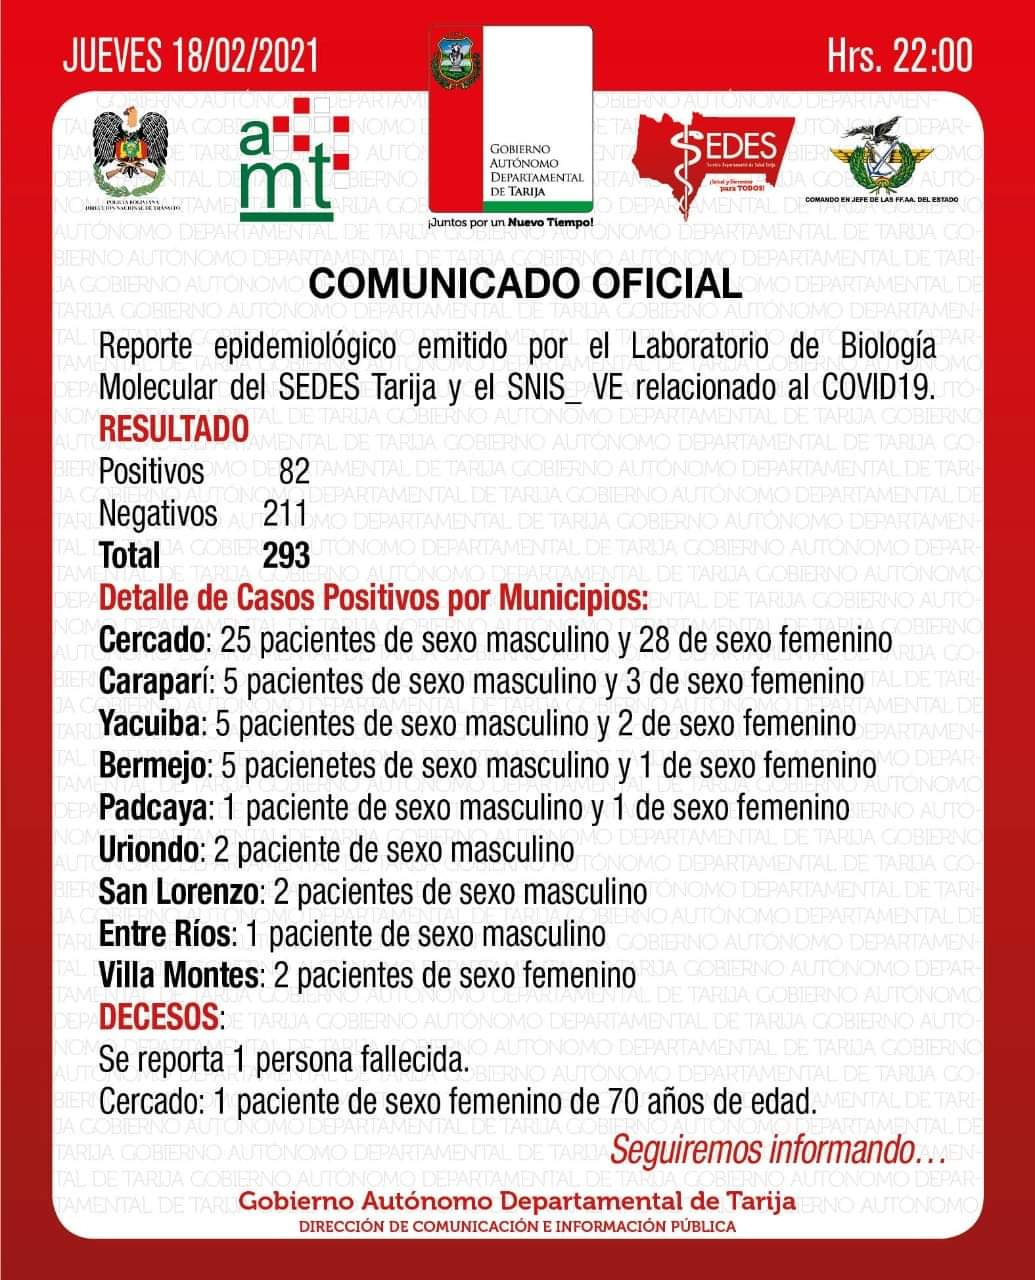 JUEVES 18/02/2021
Hrs. 22:00
POLICIA BOLIVIANA
DIRECCION NACIONAL DE TRANSITO
amt
GOBIERNO
AUTÓNOMO
DEPARTAMENTAL
DE TARIJA
¡Juntos por un Nuevo Tiempo!
SEDES
Servicio Departamental de Salud Tarija
¡Salud y Bienestar
para TODOS!
COMANDO EN JEFE DE LAS FF.AA. DEL ESTADO
COMUNICADO OFICIAL
Reporte epidemiológico emitido por el Laboratorio de Biología
Molecular del SEDES Tarija y el SNIS_ VE relacionado al COVID19.
RESULTADO
Positivos 82
Negativos 211
Total 293
Detalle de Casos Positivos por Municipios:
Cercado: 25 pacientes de sexo masculino y 28 de sexo femenino
Caraparí: 5 pacientes de sexo masculino y 3 de sexo femenino
Yacuiba: 5 pacientes de sexo masculino y 2 de sexo femenino
Bermejo: 5 pacienetes de sexo masculino y 1 de sexo femenino
Padcaya: 1 paciente de sexo masculino y 1 de sexo femenino
Uriondo: 2 paciente de sexo masculino
San Lorenzo: 2 pacientes de sexo masculino
Entre Ríos: 1 paciente de sexo masculino
Villa Montes: 2 pacientes de sexo femenino
DECESOS:
Se reporta 1 persona fallecida.
Cercado: 1 paciente de sexo femenino de 70 años de edad.
Seguiremos informando...
Gobierno Autónomo Departamental de Tarija
DIRECCIÓN DE COMUNICACIÓN E INFORMACIÓN PÚBLICA